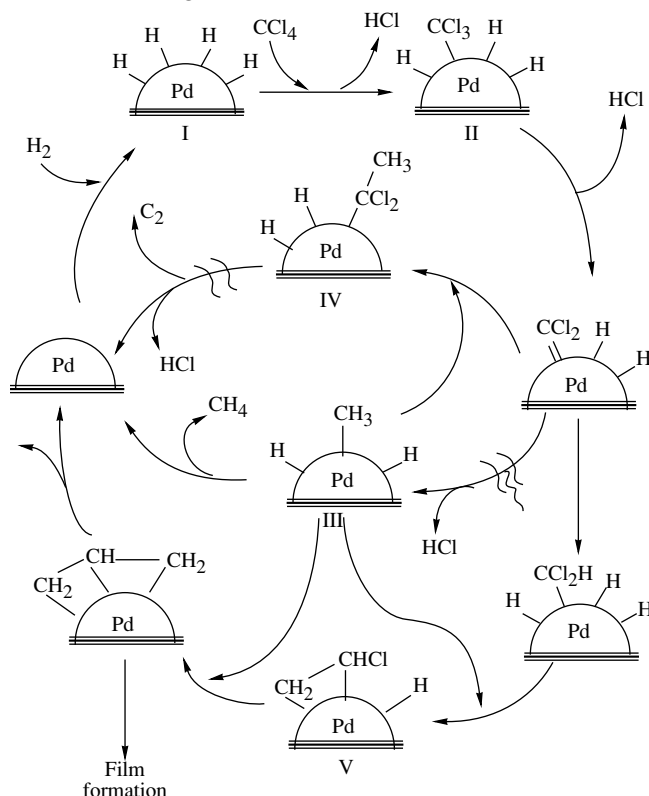 H
H
H
H
Pd
I
CCl4
HCl
CCl3
H
H
H
Pd
II
HCl
H2
CH3
CCl2
H
H
Pd
IV
C2
HCl
Pd
CCl2
H
H
Pd
CH4
CH3
H
H
Pd
III
HCl
CH
CH2
CH2
Pd
CCl2H
H
H
H
Pd
CHCl
CH2
H
Pd
V
Film
formation